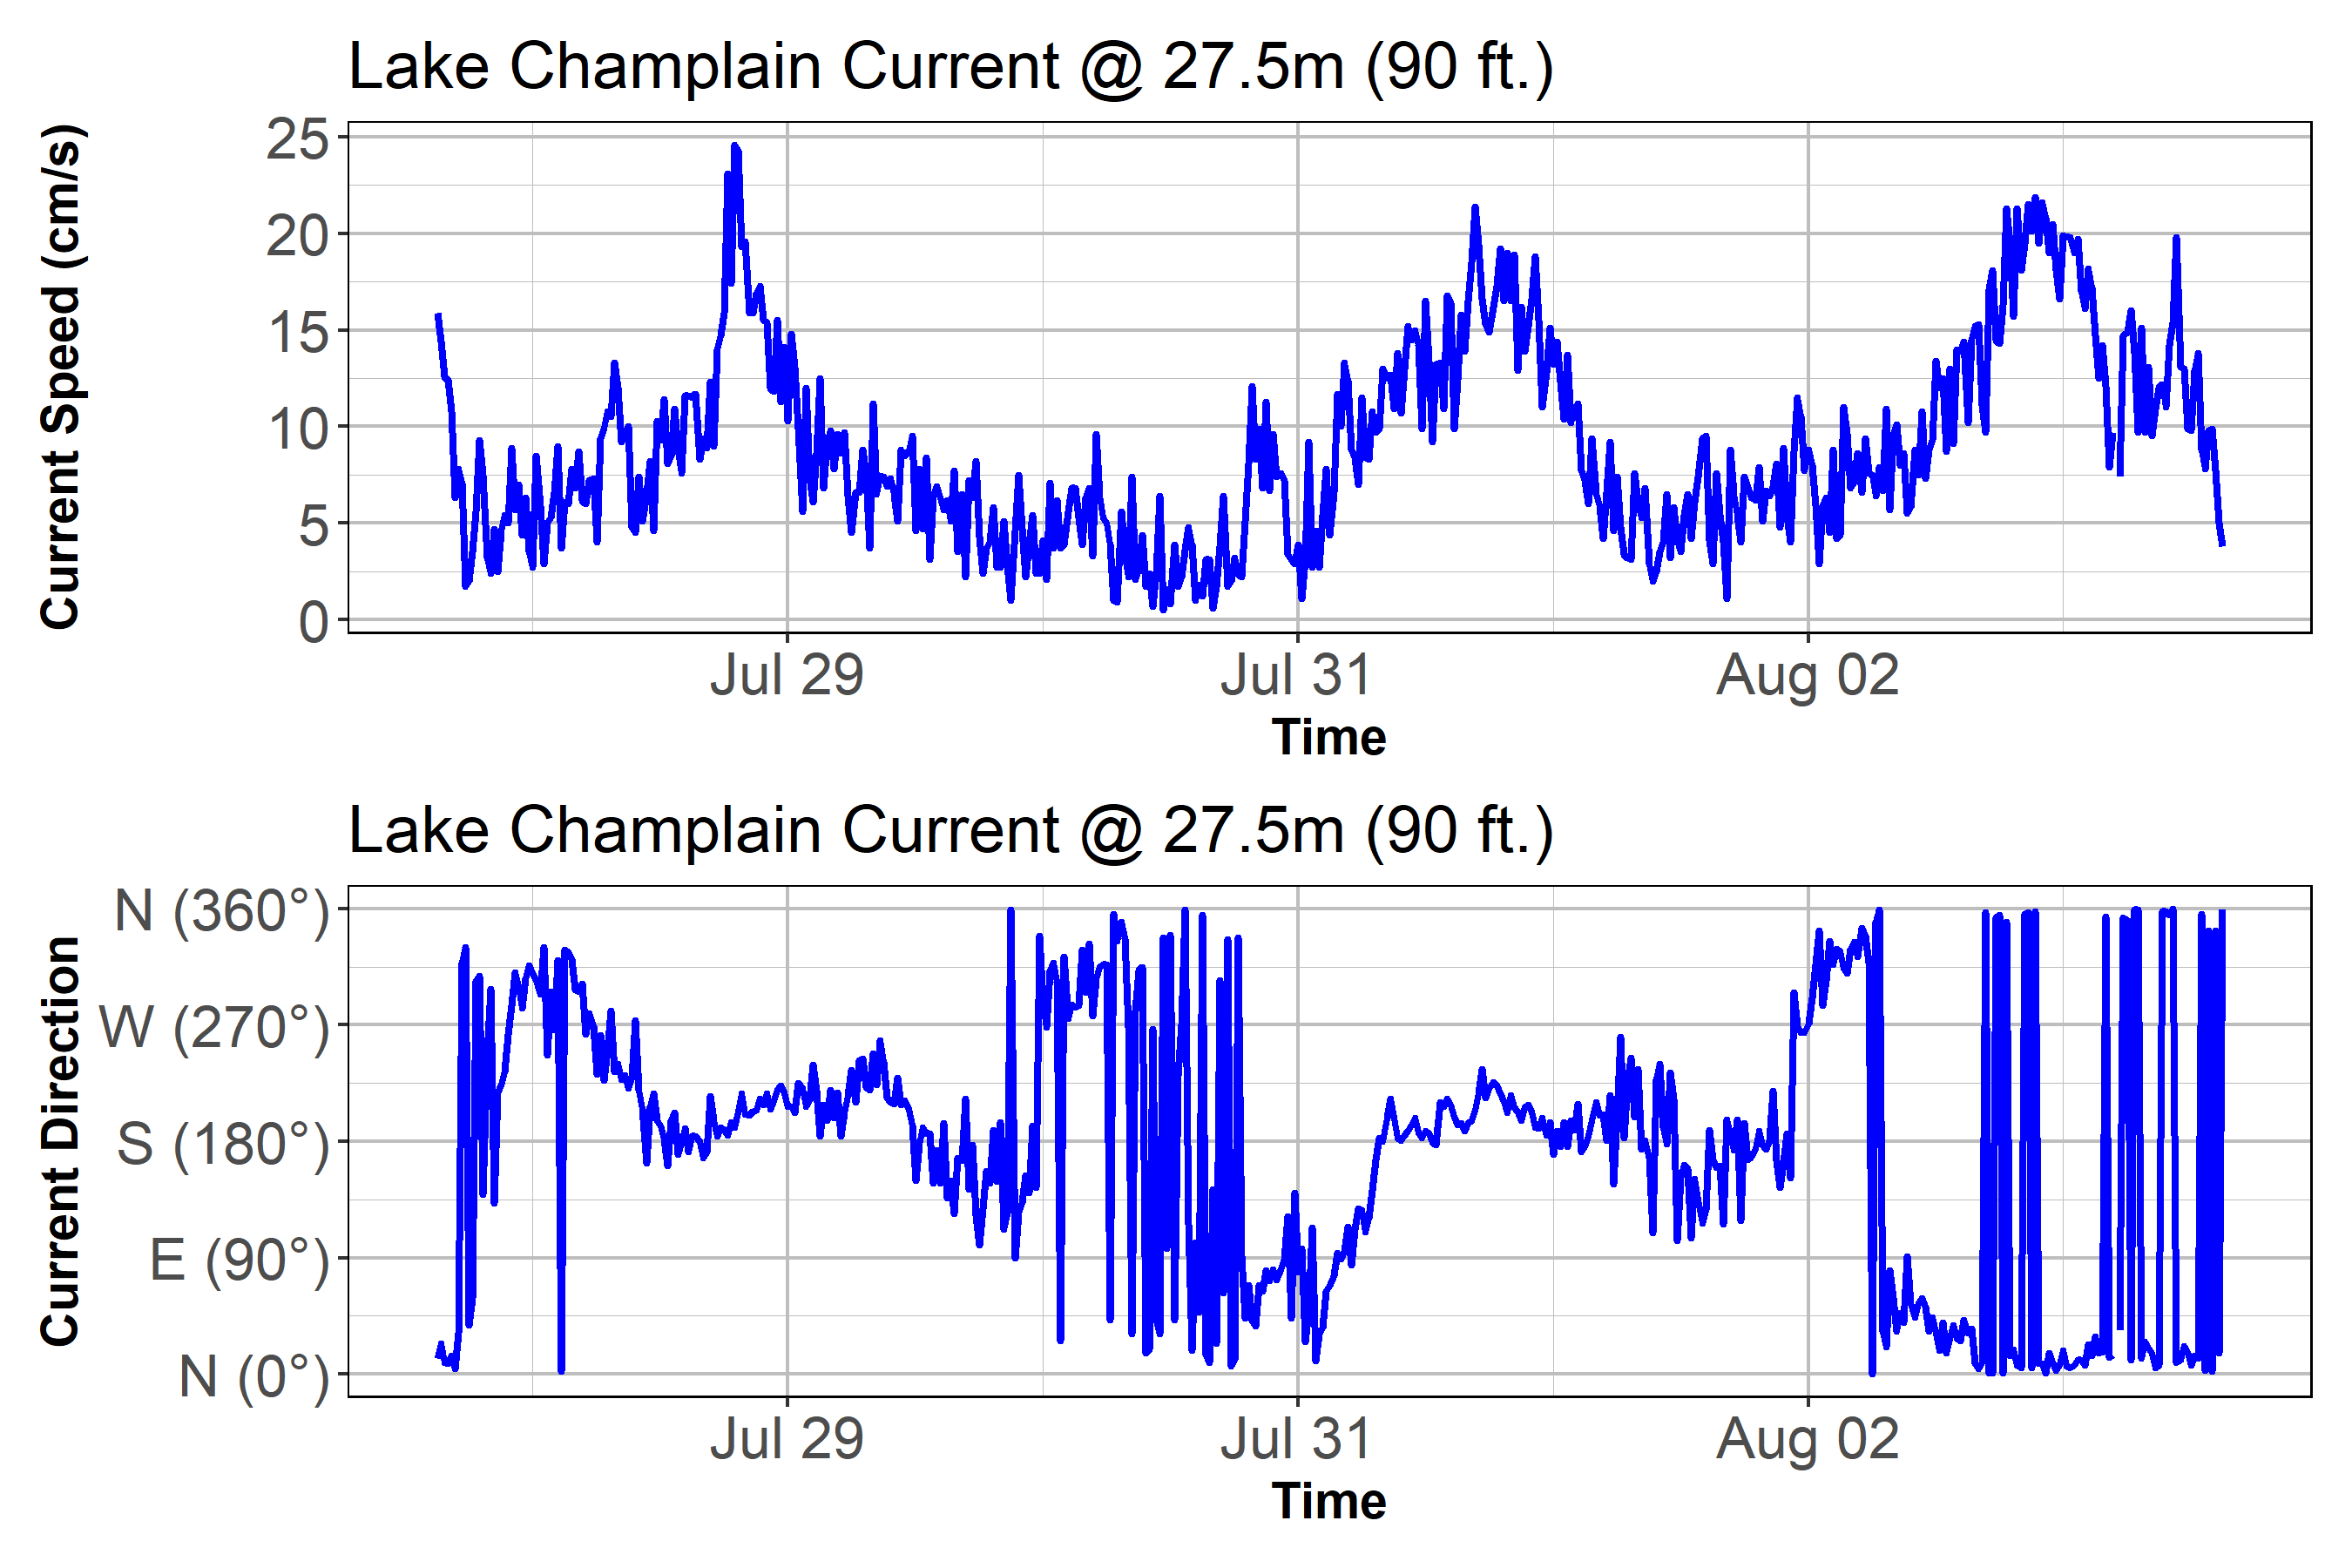 Lake Champlain Current @ 27.5m (90 ft.)
Current Speed (cm/s)
25
20
15
10
5
0
Jul 29 Jul 31 Aug 02
Time
Lake Champlain Current @ 27.5m (90 ft.)
Current Direction
N (360°)
W (270°)
S (180°)
E (90°)
N (0°)
Jul 29 Jul 31 Aug 02
Time